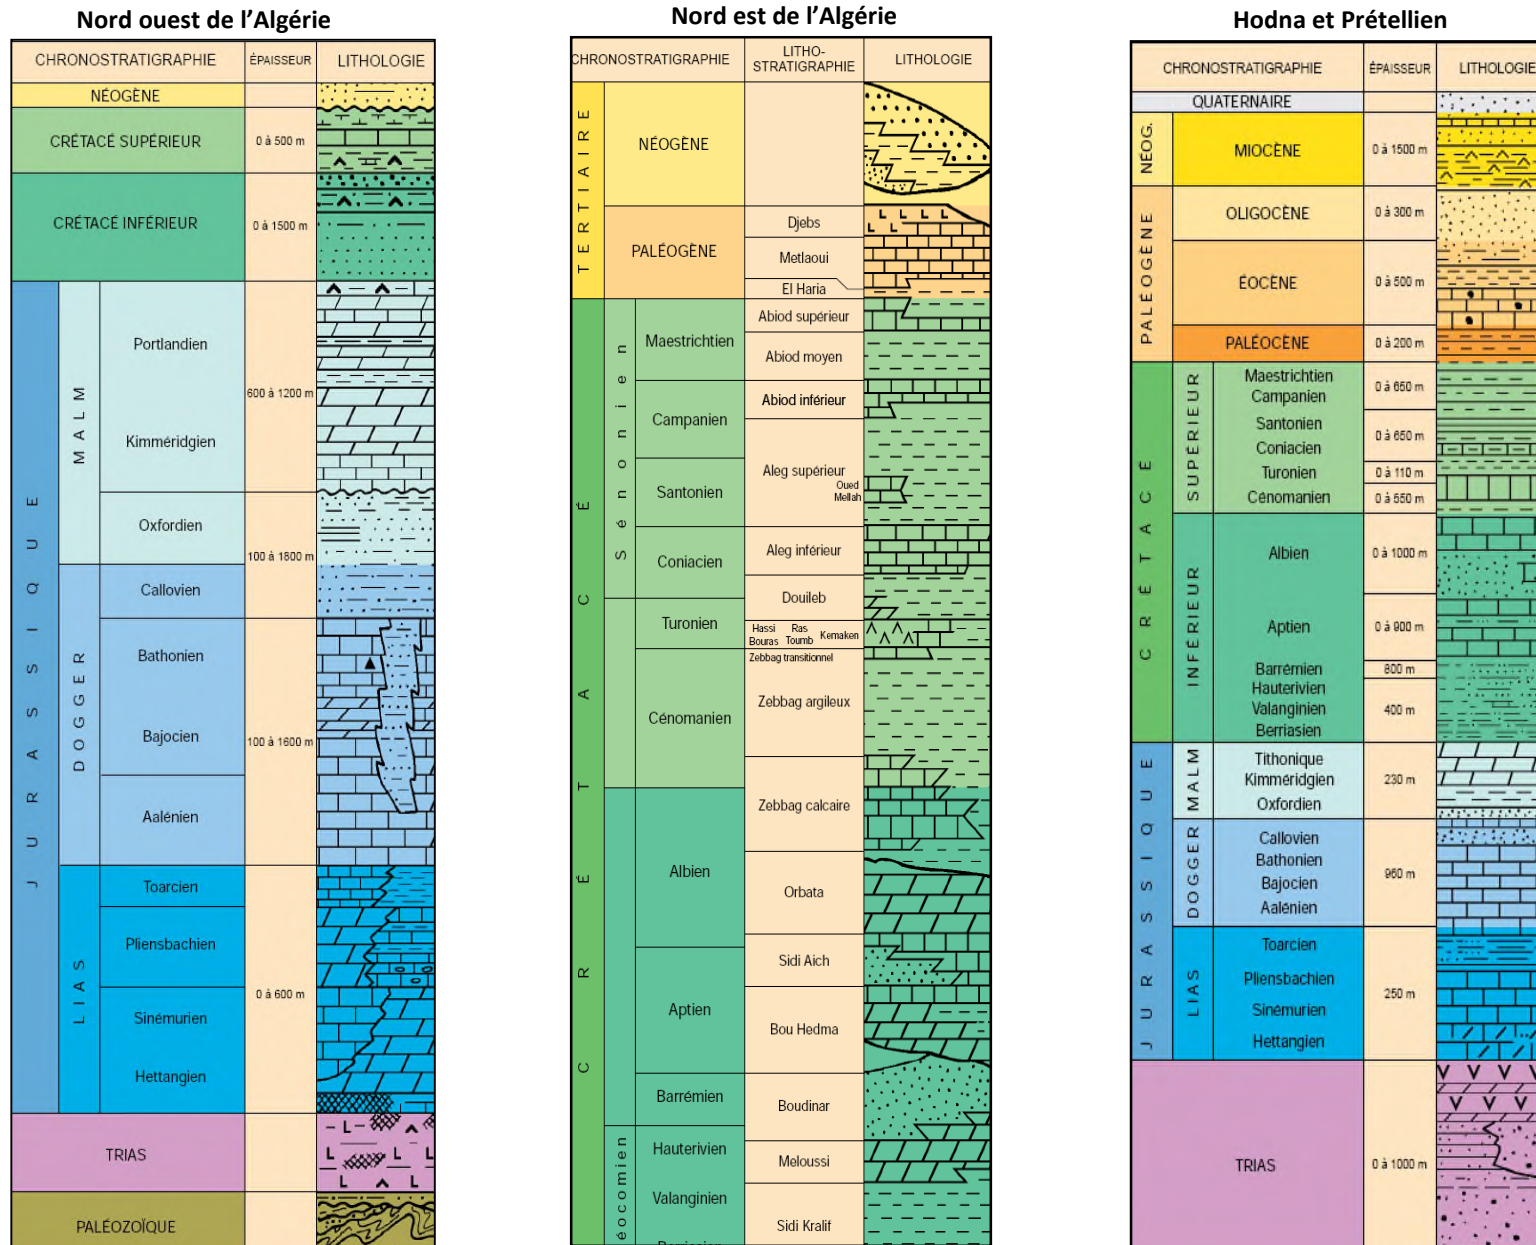 Nord ouest de l’Algérie
CHRONOSTRATIGRAPHIE ÉPAISSEUR LITHOLOGIE
NÉOGÈNE
CRÉTACÉ SUPÉRIEUR 0 à 500 m
CRÉTACÉ INFÉRIEUR 0 à 1500 m
JURASSIQUE
MALM
Portlandien
600 à 1200 m
Kimméridgien
Oxfordien
100 à 1800 m
DOGGER
Callovien
Bathonien
Bajocien
100 à 1600 m
Aalénien
LIAS
Toarcien
Pliensbachien
0 à 600 m
Sinémurien
Hettangien
TRIAS
PALÉOZOÏQUE
Nord est de l’Algérie
CHRONOSTRATIGRAPHIE LITHO-
STRATIGRAPHIE LITHOLOGIE
TERTIAIRE
NÉOGÈNE
PALÉOGÈNE
Djebs
Metlaoui
El Haria
CRÉTACÉ
Sénonien
Maestrichtien
Abiod supérieur
Abiod moyen
Campanien
Abiod inférieur
Aleg supérieur
Oued
Mellah
Santonien
Coniacien
Aleg inférieur
Douileb
Turonien
Hassi Ras Kemaken
Bouras Toumb
Zebbag transitionnel
Zebbag argileux
Cénomanien
Zebbag calcaire
Albien
Orbata
Sidi Aich
Aptien
Bou Hedma
Barrémien
Boudinar
éocomien
Hauterivien
Meloussi
Valanginien
Sidi Kralif
Hodna et Prétellien
CHRONOSTRATIGRAPHIE ÉPAISSEUR LITHOLOGIE
QUATERNAIRE
NÉOG.
MIOCÈNE 0 à 1500 m
PALÉOGÈNE
OLIGOCÈNE 0 à 300 m
ÉOCÈNE 0 à 500 m
PALÉOCÈNE 0 à 200 m
CRÉTACE
SUPÉRIEUR
Maestrichtien
Campanien
0 à 650 m
Santonien
Coniacien
0 à 650 m
Turonien 0 à 110 m
Cénomanien 0 à 550 m
INFÉRIEUR
Albien 0 à 1000 m
Aptien 0 à 900 m
Barrémien 800 m
Hauterivien
Valanginien 400 m
Berriasien
JURASSIQUE
MALM
Tithonique
Kimméridgien 230 m
Oxfordien
DOGGER
Callovien
Bathonien
Bajocien
Aalénien
960 m
LIAS
Toarcien
Pliensbachien
250 m
Sinémurien
Hettangien
TRIAS 0 à 1000 m